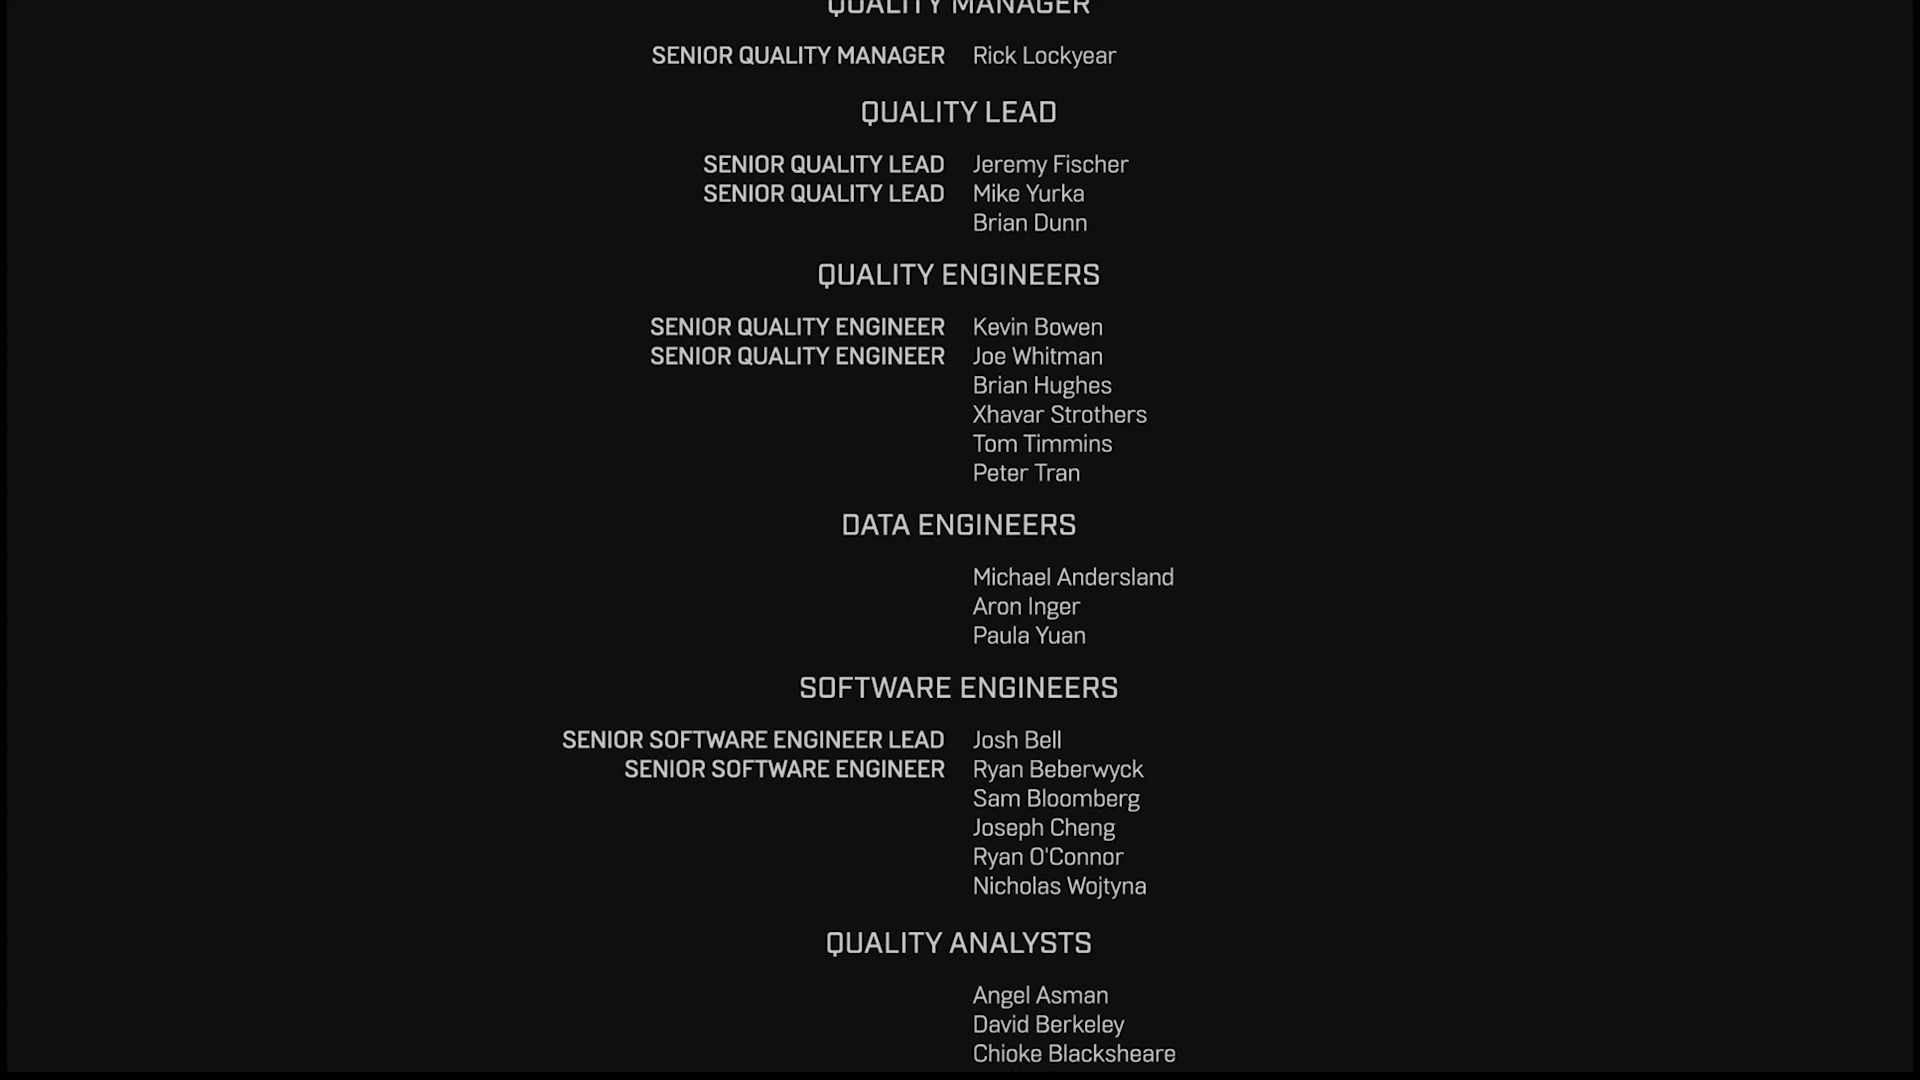 QUALITY MANAGER
SENIOR QUALITY MANAGER Rick Lockyear
QUALITY LEAD
SENIOR QUALITY LEAD Jeremy Fischer
SENIOR QUALITY LEAD Mike Yurka
Brian Dunn
QUALITY ENGINEERS
SENIOR QUALITY ENGINEER Kevin Bowen
SENIOR QUALITY ENGINEER Joe Whitman
Brian Hughes
Xhavar Strothers
Tom Timmins
Peter Tran
DATA ENGINEERS
Michael Andersland
Aron Inger
Paula Yuan
SOFTWARE ENGINEERS
SENIOR SOFTWARE ENGINEER LEAD Josh Bell
SENIOR SOFTWARE ENGINEER Ryan Beberwyck
Sam Bloomberg
Joseph Cheng
Ryan O'Connor
Nicholas Wojtyna
QUALITY ANALYSTS
Angel Asman
David Berkeley
Chioke Blacksheare